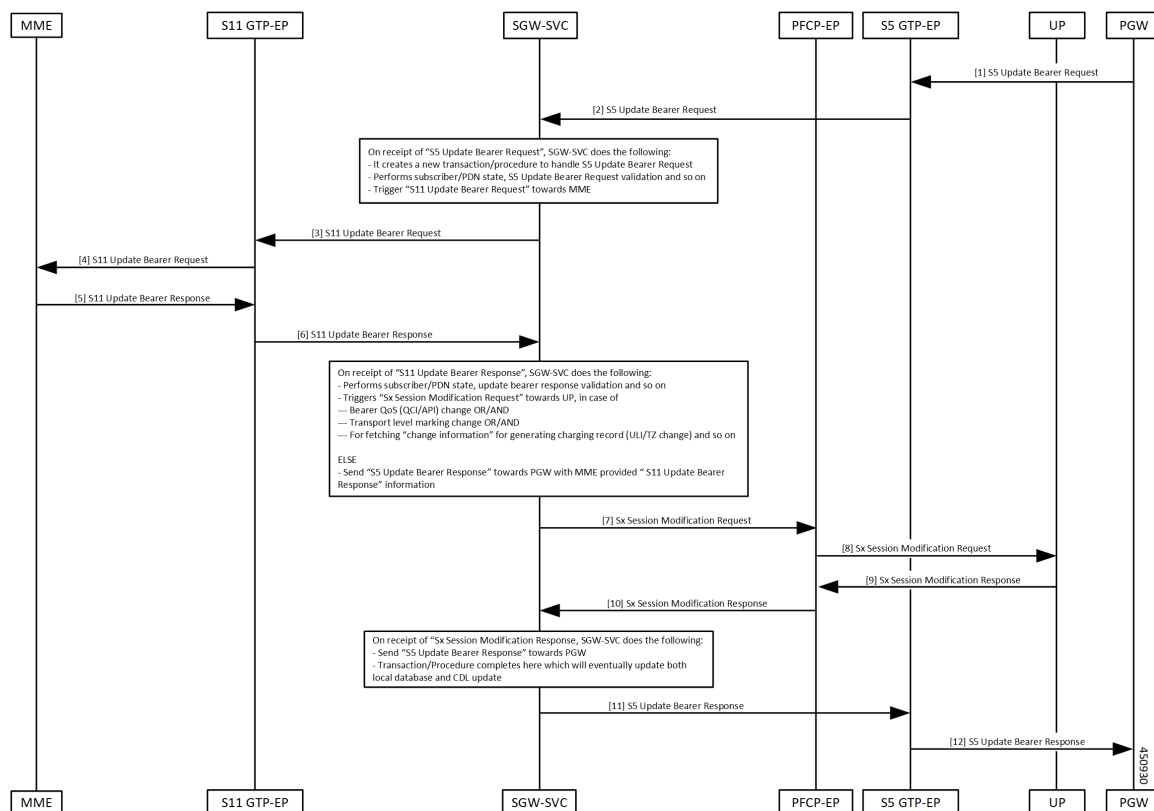 MME
S11 GTP-EP
SGW-SVC
PFCP-EP
S5 GTP-EP
UP
PGW
[1] S5 Update Bearer Request
[2] S5 Update Bearer Request
On receipt of “S5 Update Bearer Request”, SGW-SVC does the following:
- It creates a new transaction/procedure to handle S5 Update Bearer Request
- Performs subscriber/PDN state, S5 Update Bearer Request validation and so on
- Trigger “S11 Update Bearer Request” towards MME
[3] S11 Update Bearer Request
[4] S11 Update Bearer Request
[5] S11 Update Bearer Response
[6] S11 Update Bearer Response
On receipt of “S11 Update Bearer Response”, SGW-SVC does the following:
- Performs subscriber/PDN state, update bearer response validation and so on
- Triggers “Sx Session Modification Request” towards UP, in case of
--- Bearer QoS (QCI/API) change OR/AND
--- Transport level marking change OR/AND
--- For fetching “change information” for generating charging record (ULI/TZ change) and so on
ELSE
- Send “S5 Update Bearer Response” towards PGW with MME provided “ S11 Update Bearer
Response” information
[7] Sx Session Modification Request
[8] Sx Session Modification Request
[9] Sx Session Modification Response
[10] Sx Session Modification Response
On receipt of “Sx Session Modification Response, SGW-SVC does the following:
- Send “S5 Update Bearer Response” towards PGW
- Transaction/Procedure completes here which will eventually update both
local database and CDL update
[11] S5 Update Bearer Response
[12] S5 Update Bearer Response
450930
MME
S11 GTP-EP
SGW-SVC
PFCP-EP
S5 GTP-EP
UP
PGW